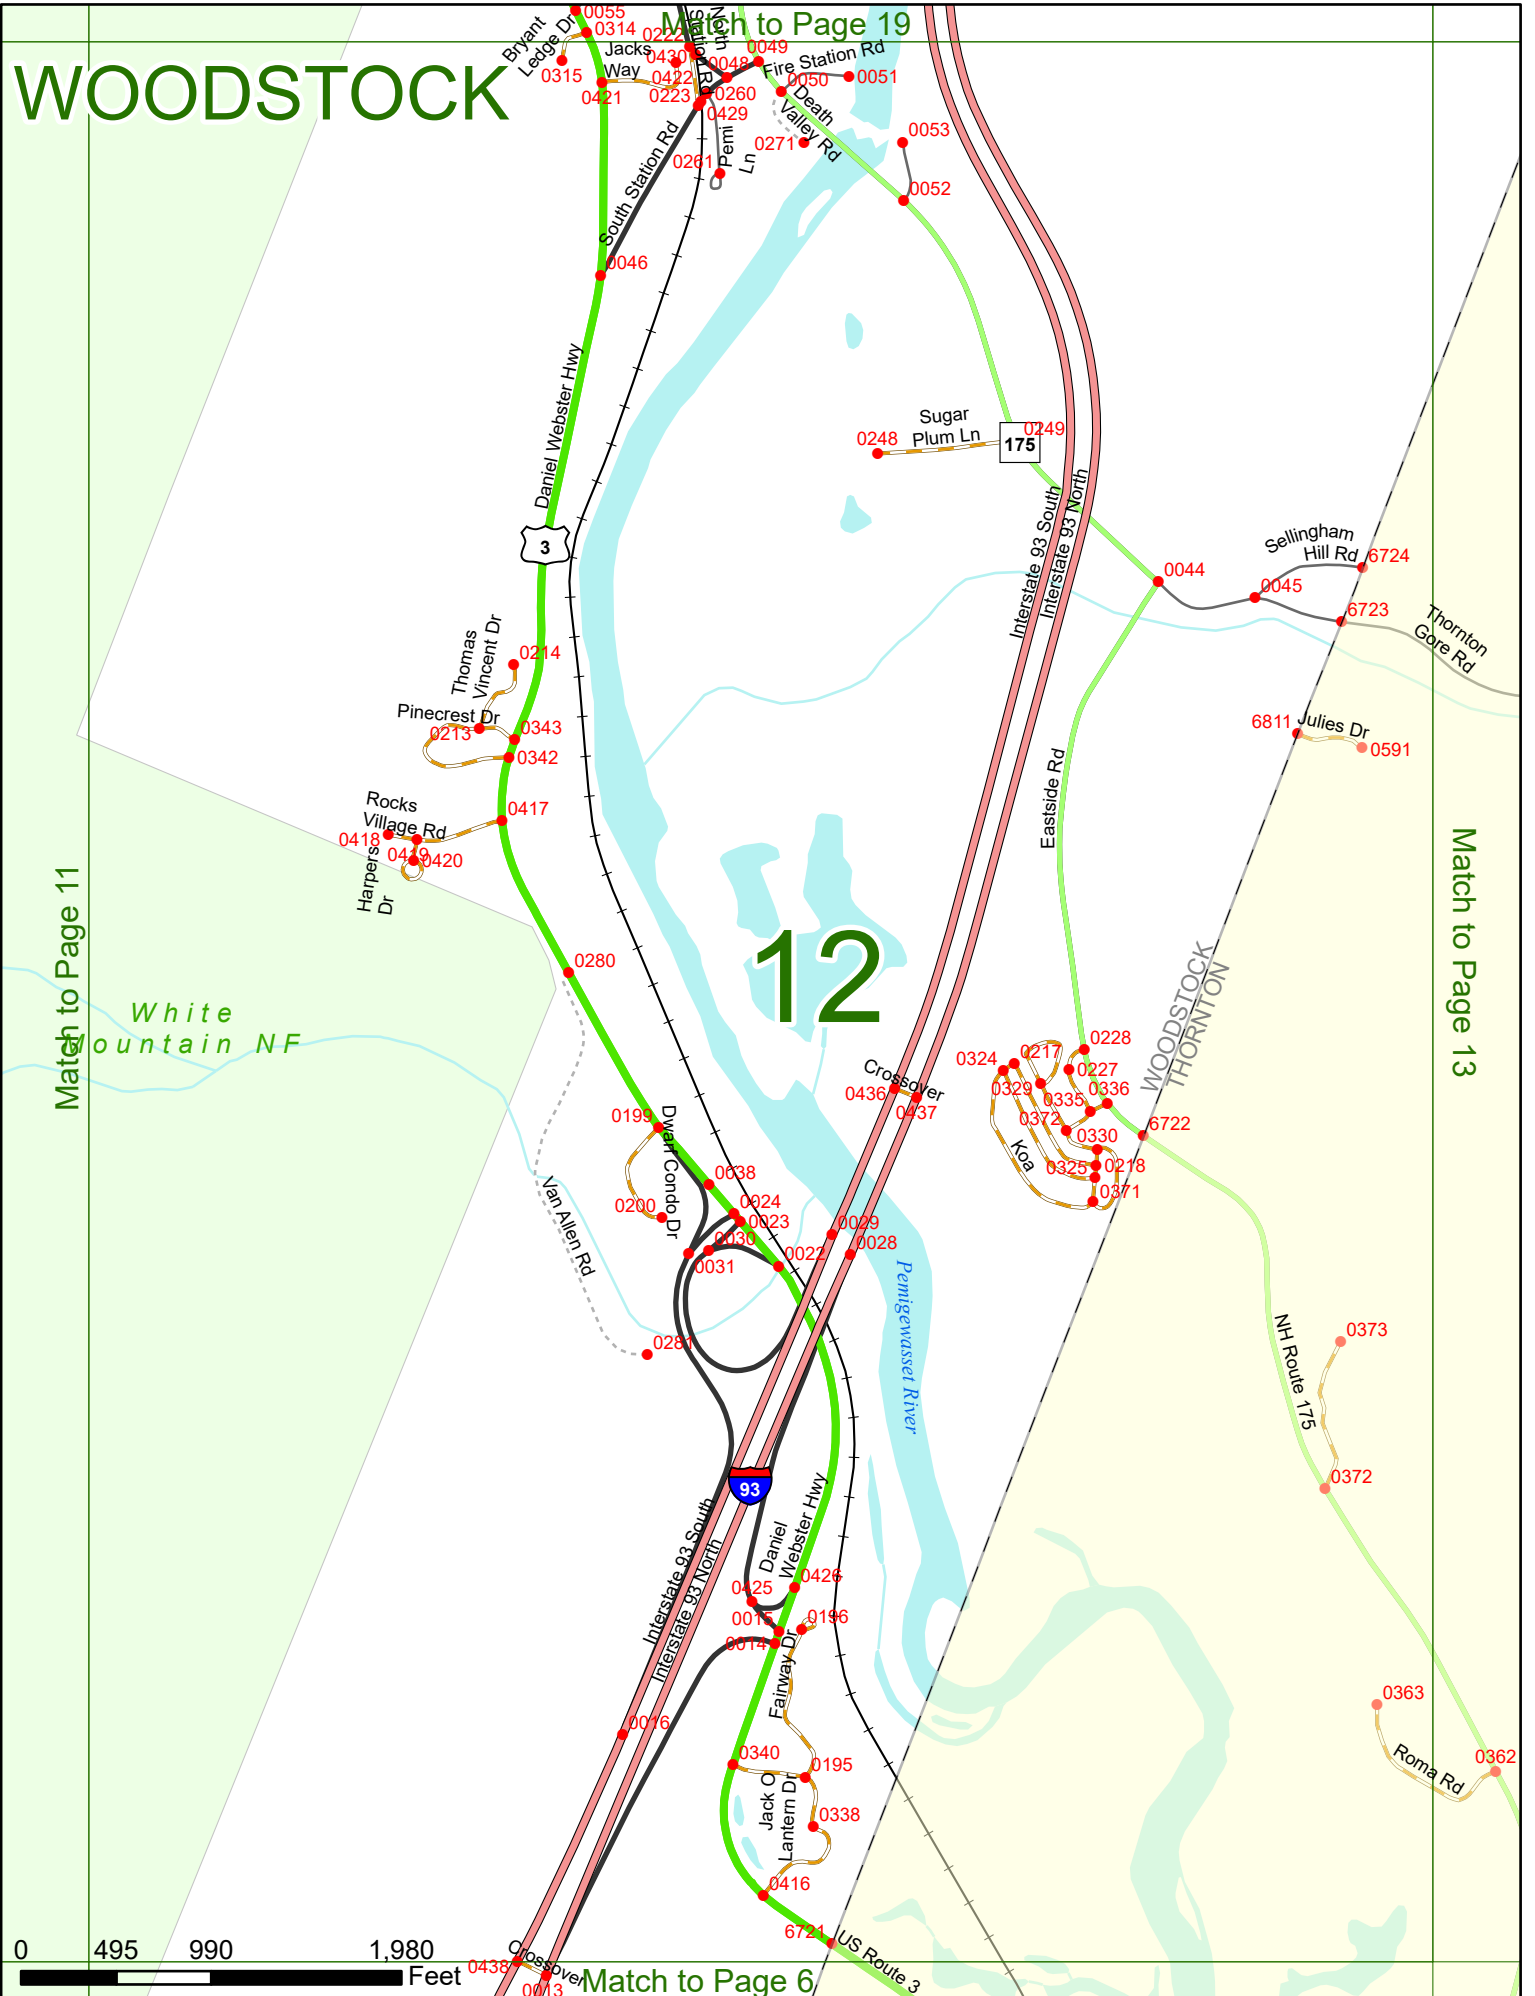 Match to Page 19
WOODSTOCK
0055
0314
Bryant
Ledge Dr
0315
Jacks
Way
0421
0222
0430
0422
0223
North
Station Rd
0048
0049
0260
0429
Fire Station Rd
0050
0051
Death
Valley Rd
0271
0053
0052
0261
Pemi
Ln
South Station Rd
0046
Daniel Webster Hwy
3
Sugar
Plum Ln
0248
0249
175
Interstate 93 South
Interstate 93 North
0044
0045
Sellingham
Hill Rd
6724
6723
Thornton
Gore Rd
6811
Julies Dr
0591
Thomas
Vincent Dr
0214
Pinecrest Dr
0213
0343
0342
Rocks
Village Rd
0417
0418
0419
0420
Harpers
Dr
Eastside Rd
Match to Page 11
Match to Page 13
12
0280
White
Mountain NF
WOODSTOCK
THORNTON
Crossover
0436
0437
0324
0217
0228
0329
0227
0335
0336
0372
0330
0325
0218
0371
Koa
6722
0199
Dwarf Condo Dr
0200
0038
0024
0023
0030
0031
0022
0029
0028
Van Allen Rd
0281
Pemigewasset River
NH Route 175
0373
0372
93
Interstate 93 South
Interstate 93 North
Daniel
Webster Hwy
0425
0426
0015
0014
0196
Fairway Dr
0016
0340
0195
Jack O
Lantern Dr
0338
0416
0363
Roma Rd
0362
6721
US Route 3
0438
Crossover
0013
0 495 990 1,980
Feet
Match to Page 6